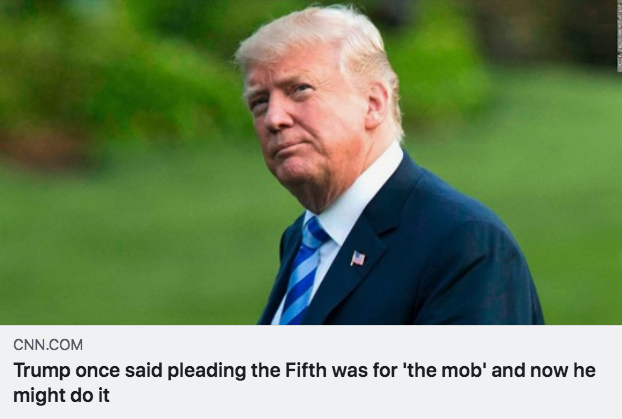 CNN.COM
Trump once said pleading the Fifth was for 'the mob' and now he
might do it